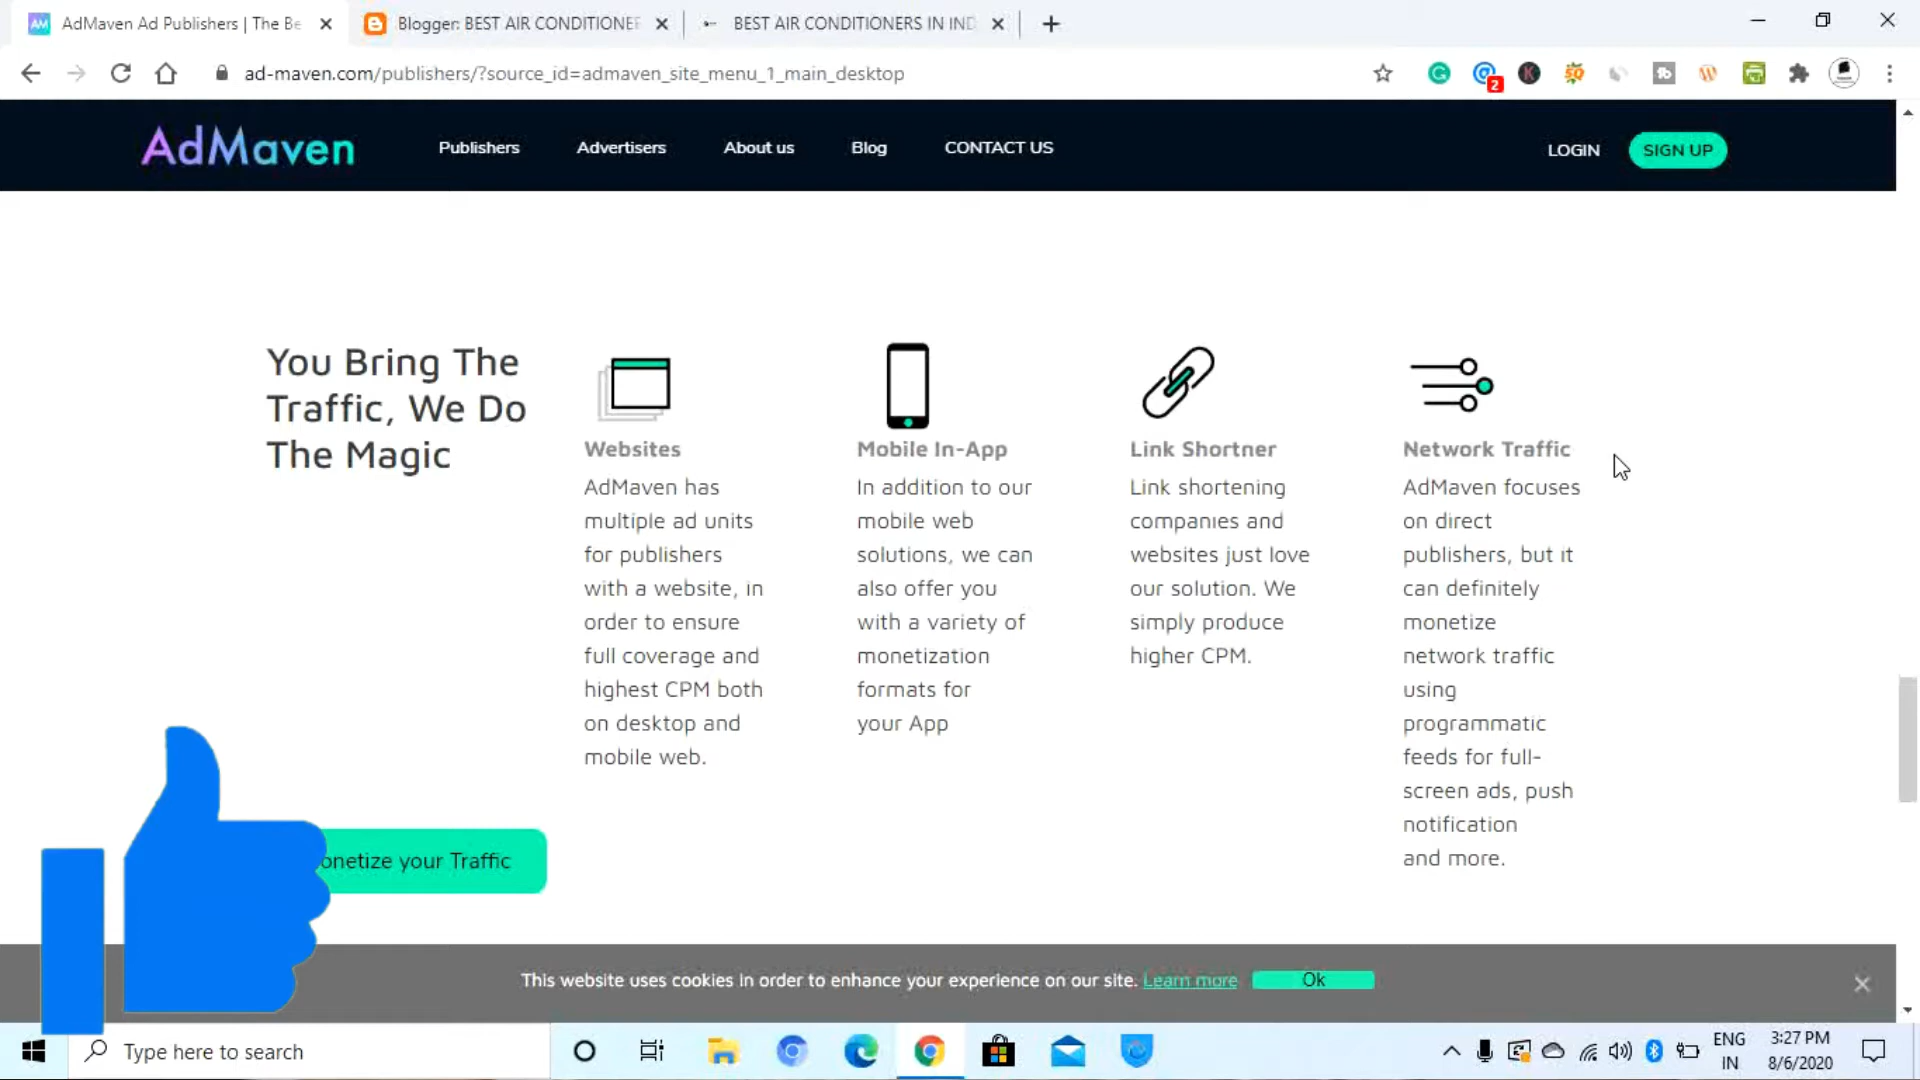 AdMaven Ad Publishers | The Be
Blogger: BEST AIR CONDITIONER
BEST AIR CONDITIONERS IN IND
ad-maven.com/publishers/?source_id=admaven_site_menu_1_main_desktop
2
AdMaven
Publishers
Advertisers
About us
Blog
CONTACT US
LOGIN
SIGN UP
You Bring The
Traffic, We Do
The Magic
Websites
AdMaven has
multiple ad units
for publishers
with a website, in
order to ensure
full coverage and
highest CPM both
on desktop and
mobile web.
Mobile In-App
In addition to our
mobile web
solutions, we can
also offer you
with a variety of
monetization
formats for
your App
Link Shortner
Link shortening
companies and
websites just love
our solution. We
simply produce
higher CPM.
Network Traffic
AdMaven focuses
on direct
publishers, but it
can definitely
monetize
network traffic
using
programmatic
feeds for full-
screen ads, push
notification
and more.
onetize your Traffic
This website uses cookies in order to enhance your experience on our site. Learn more
Ok
Type here to search
ENG
IN
3:27 PM
8/6/2020